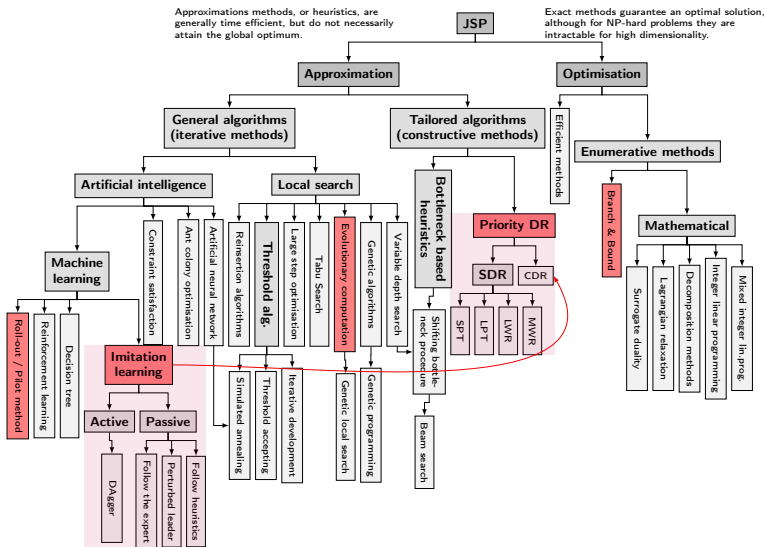 Approximations methods, or heuristics, are
generally time efficient, but do not necessarily
attain the global optimum.
JSP
Exact methods guarantee an optimal solution,
although for NP-hard problems they are
intractable for high dimensionality.
Approximation
Optimisation
General algorithms
(iterative methods)
Tailored algorithms
(constructive methods)
Efficient methods
Enumerative methods
Artificial intelligence
Local search
Bottleneck based
heuristics
Priority DR
Branch & Bound
Mathematical
Machine
learning
Constraint satisfaction
Ant colony optimisation
Artificial neural network
Reinsertion algorithms
Threshold alg.
Large step optimisation
Tabu Search
Evolutionary computation
Genetic algorithms
Variable depth search
SDR
CDR
SPT
LPT
LWR
MWR
Surrogate duality
Lagrangian relaxation
Decomposition methods
Integer linear programming
Mixed integer lin.prog.
Roll-out / Pilot method
Reinforcement learning
Decision tree
Imitation
learning
Shifting bottle-
neck procedure
Simulated annealing
Threshold accepting
Iterative development
Genetic local search
Genetic programming
Beam search
Active
Passive
DAgger
Follow the expert
Perturbed leader
Follow heuristics